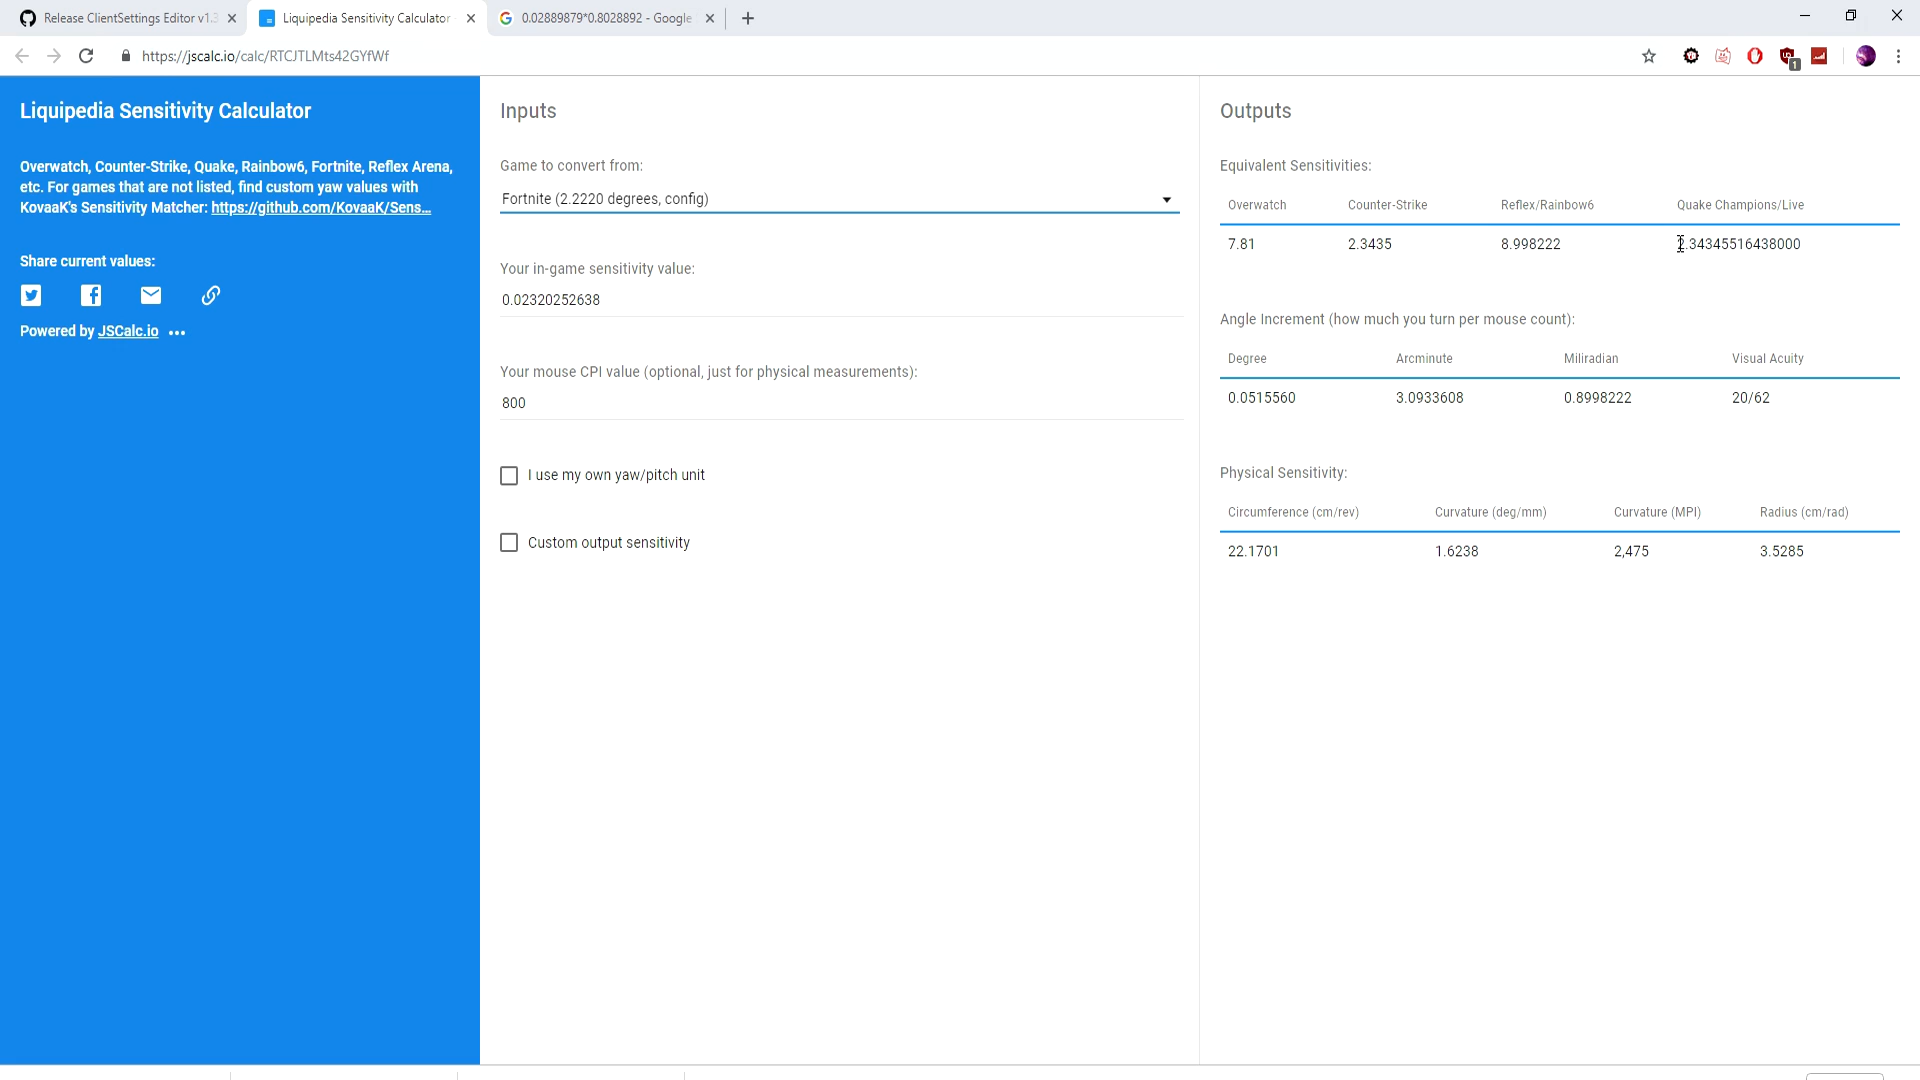 Release ClientSettings Editor v1.3
Liquipedia Sensitivity Calculator
0.02889879*0.8028892 - Google
https://jscalc.io/calc/RTCJTLMts42GYfWf
1
Liquipedia Sensitivity Calculator
Overwatch, Counter-Strike, Quake, Rainbow6, Fortnite, Reflex Arena,
etc. For games that are not listed, find custom yaw values with
KovaaK's Sensitivity Matcher: https://github.com/KovaaK/Sens...
Share current values:
Powered by JSCalc.io
Inputs
Game to convert from:
Fortnite (2.2220 degrees, config)
Your in-game sensitivity value:
0.02320252638
Your mouse CPI value (optional, just for physical measurements):
800
I use my own yaw/pitch unit
Custom output sensitivity
Outputs
Equivalent Sensitivities:
Overwatch Counter-Strike Reflex/Rainbow6 Quake Champions/Live
7.81 2.3435 8.998222 2.34345516438000
Angle Increment (how much you turn per mouse count):
Degree Arcminute Miliradian Visual Acuity
0.0515560 3.0933608 0.8998222 20/62
Physical Sensitivity:
Circumference (cm/rev) Curvature (deg/mm) Curvature (MPI) Radius (cm/rad)
22.1701 1.6238 2,475 3.5285